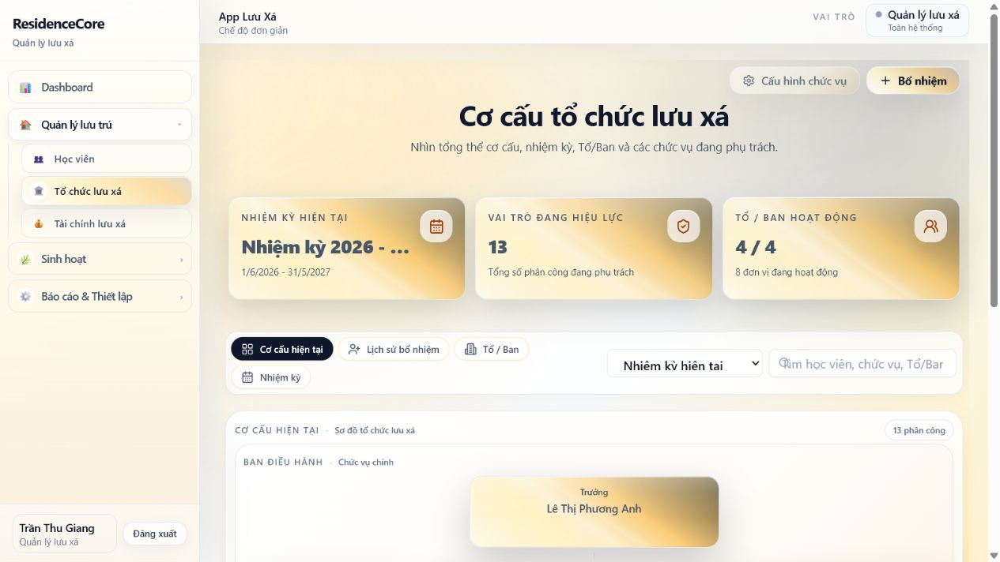 ResidenceCore
Quản lý lưu xá
Dashboard
Quản lý lưu trú
Học viên
Tổ chức lưu xá
Tài chính lưu xá
Sinh hoạt
Báo cáo & Thiết lập
Trần Thu Giang
Quản lý lưu xá
Đăng xuất
App Lưu Xá
Chế độ đơn giản
VAI TRÒ
Quản lý lưu xá
Toàn hệ thống
Cấu hình chức vụ
Bổ nhiệm
Cơ cấu tổ chức lưu xá
Nhìn tổng thể cơ cấu, nhiệm kỳ, Tổ/Ban và các chức vụ đang phụ trách.
NHIỆM KỲ HIỆN TẠI
Nhiệm kỳ 2026 - ...
1/6/2026 - 31/5/2027
VAI TRÒ ĐANG HIỆU LỰC
13
Tổng số phân công đang phụ trách
TỔ / BAN HOẠT ĐỘNG
4 / 4
8 đơn vị đang hoạt động
Cơ cấu hiện tại
Lịch sử bổ nhiệm
Tổ / Ban
Nhiệm kỳ
Nhiệm kỳ hiện tại
Tìm học viên, chức vụ, Tổ/Ban
CƠ CẤU HIỆN TẠI · Sơ đồ tổ chức lưu xá
13 phân công
BAN ĐIỀU HÀNH · Chức vụ chính
Trưởng
Lê Thị Phương Anh